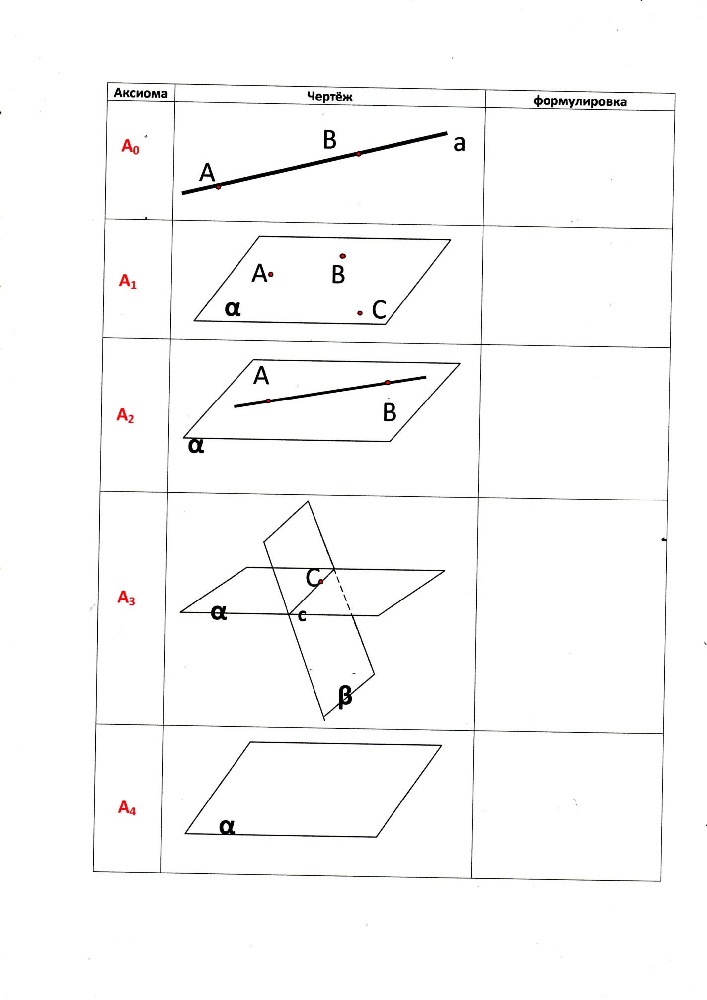 Аксиома Чертёж формулировка
A₀
B a
A
A₁
A B
α C
A₂
A
B
α
A₃
C
α c
β
A₄
α